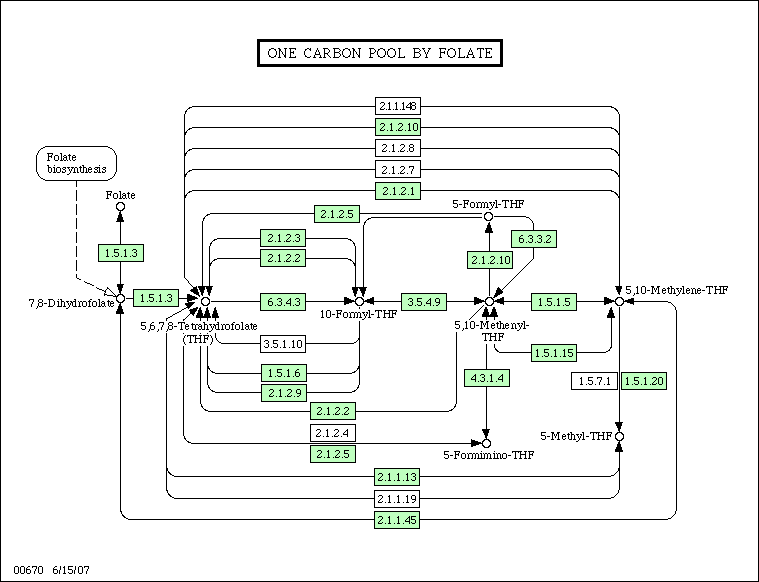 ONE CARBON POOL BY FOLATE
2.1.1.148
2.1.2.10
2.1.2.8
2.1.2.7
2.1.2.1
Folate
biosynthesis
Folate
5-Formyl-THF
2.1.2.5
6.3.3.2
2.1.2.3
1.5.1.3
2.1.2.2
2.1.2.10
5,10-Methylene-THF
7,8-Dihydrofolate
1.5.1.3
6.3.4.3
3.5.4.9
1.5.1.5
10-Formyl-THF
5,6,7,8-Tetrahydrofolate
(THF)
5,10-Methenyl-
THF
3.5.1.10
1.5.1.15
1.5.1.6
4.3.1.4
1.5.7.1
1.5.1.20
2.1.2.9
2.1.2.2
2.1.2.4
2.1.2.5
5-Methyl-THF
5-Formimino-THF
2.1.1.13
2.1.1.19
2.1.1.45
00670 6/15/07